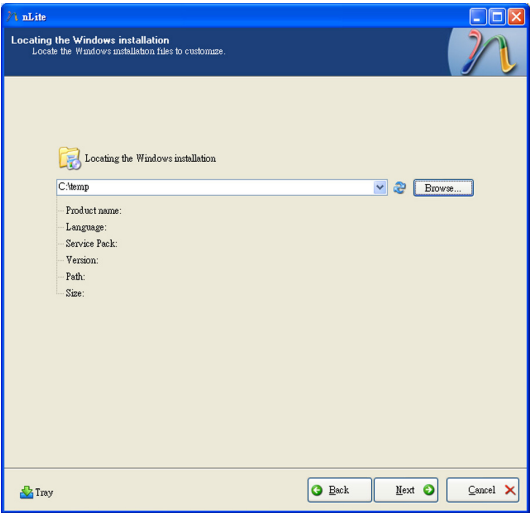 nLite
Locating the Windows installation
Locate the Windows installation files to customize.
Locating the Windows installation
C:\temp
Browse...
Product name:
Language:
Service Pack:
Version:
Path:
Size:
Tray
Back
Next
Cancel